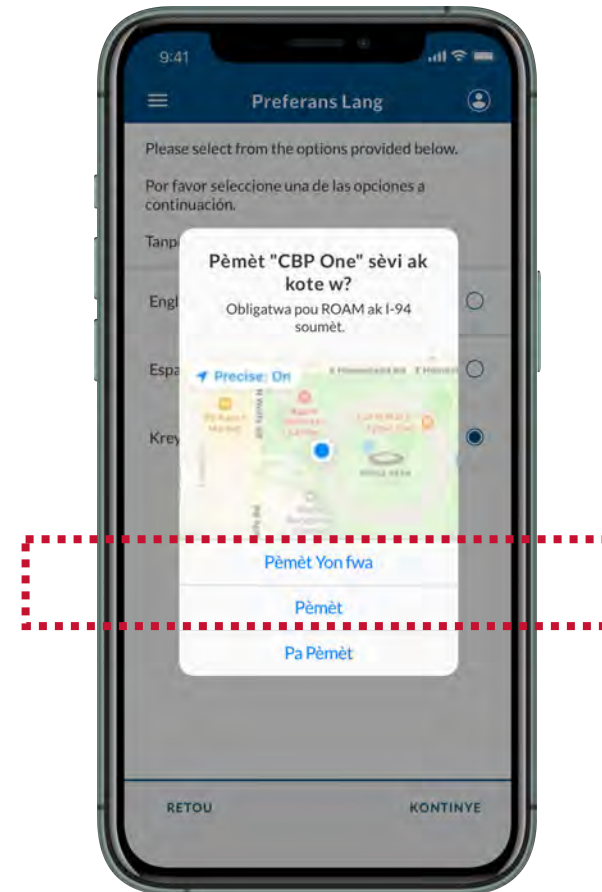 9:41
Preferans Lang
Please select from the options provided below.
Por favor seleccione una de las opciones a
continuación.
Tanp
Engl
Espa
Krey
Pèmèt "CBP One" sèvi ak
kote w?
Obligatwa pou ROAM ak I-94
soumèt.
Precise: On
Pèmèt Yon fwa
Pèmèt
Pa Pèmèt
RETOU
KONTINYE